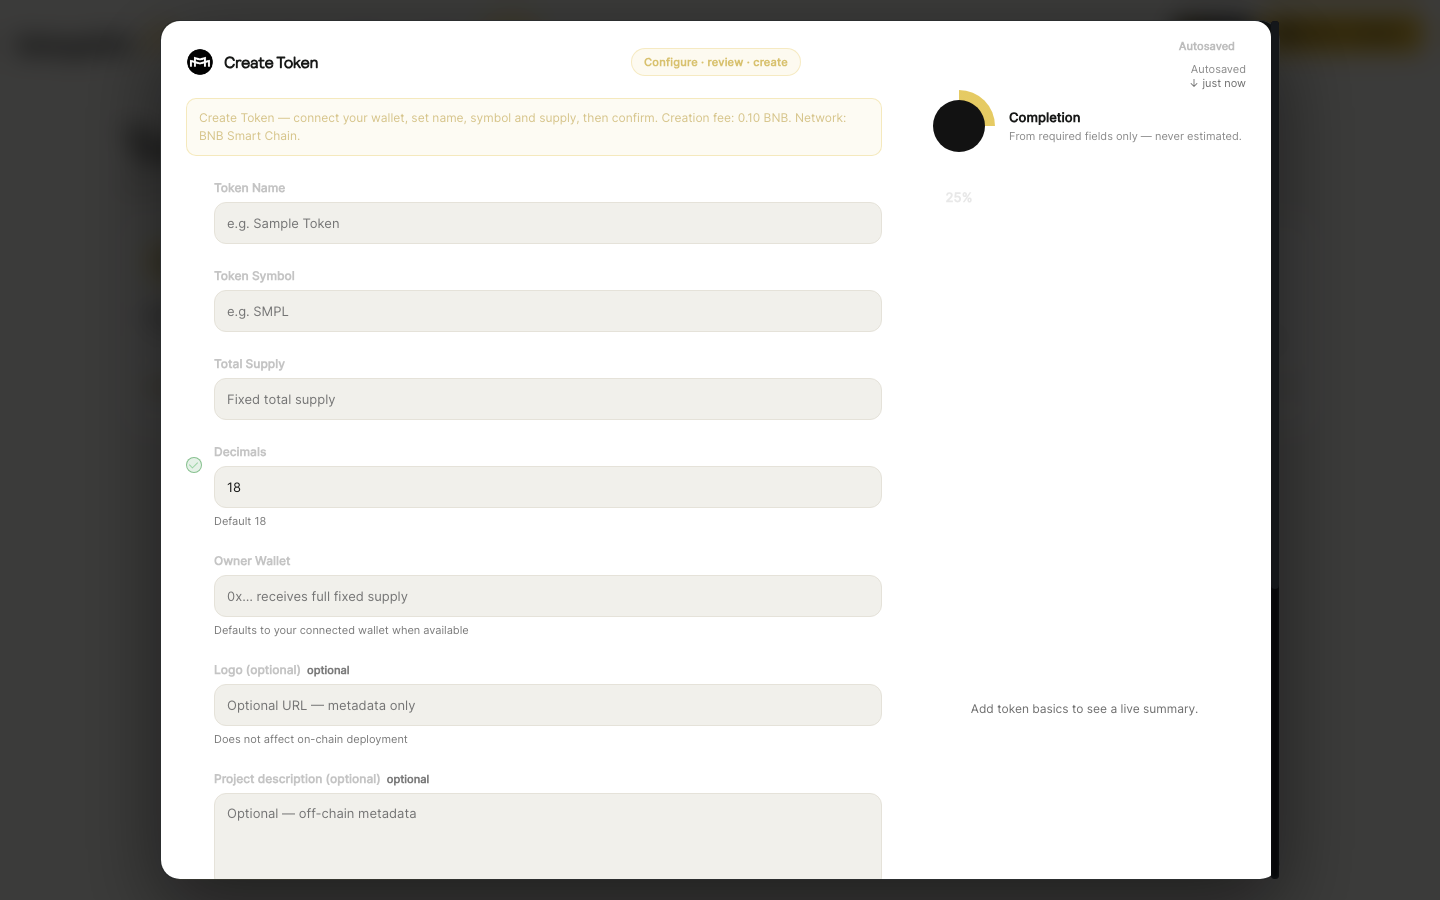 Create Token
Configure · review · create
Autosaved
Autosaved
↓ just now
Create Token — connect your wallet, set name, symbol and supply, then confirm. Creation fee: 0.10 BNB. Network:
BNB Smart Chain.
Completion
From required fields only — never estimated.
25%
Token Name
e.g. Sample Token
Token Symbol
e.g. SMPL
Total Supply
Fixed total supply
Decimals
18
Default 18
Owner Wallet
0x... receives full fixed supply
Defaults to your connected wallet when available
Logo (optional) optional
Optional URL — metadata only
Does not affect on-chain deployment
Add token basics to see a live summary.
Project description (optional) optional
Optional — off-chain metadata